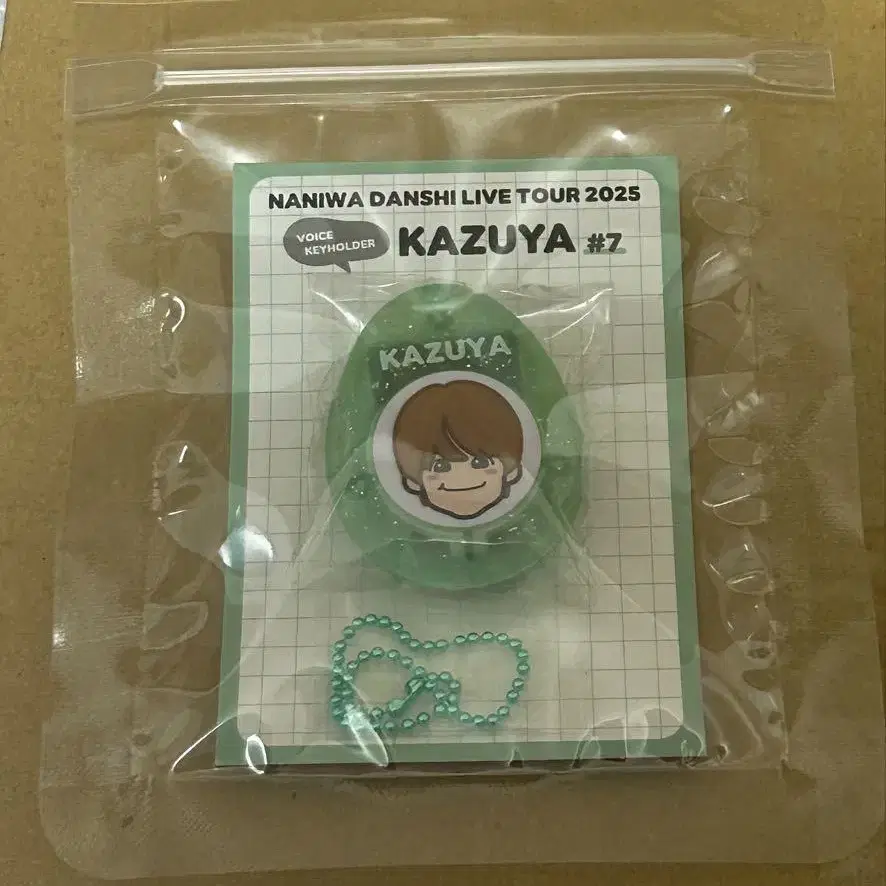 NANIWA DANSHI LIVE TOUR 2025
VOICE
KEYHOLDER
KAZUYA #7
KAZUYA